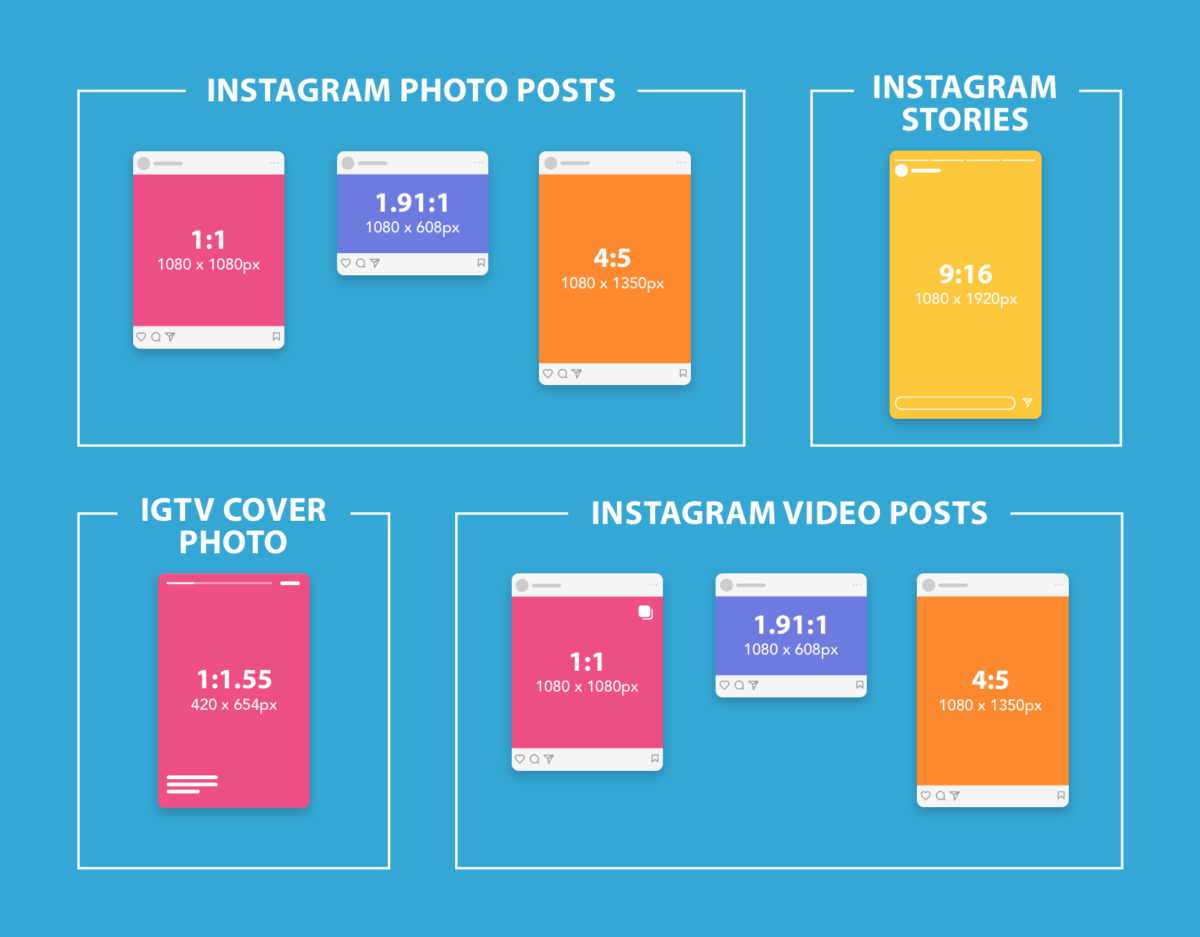 INSTAGRAM PHOTO POSTS
1:1
1080 x 1080px
1.91:1
1080 x 608px
4:5
1080 x 1350px
INSTAGRAM
STORIES
9:16
1080 x 1920px
IGTV COVER
PHOTO
1:1.55
420 x 654px
INSTAGRAM VIDEO POSTS
1:1
1080 x 1080px
1.91:1
1080 x 608px
4:5
1080 x 1350px